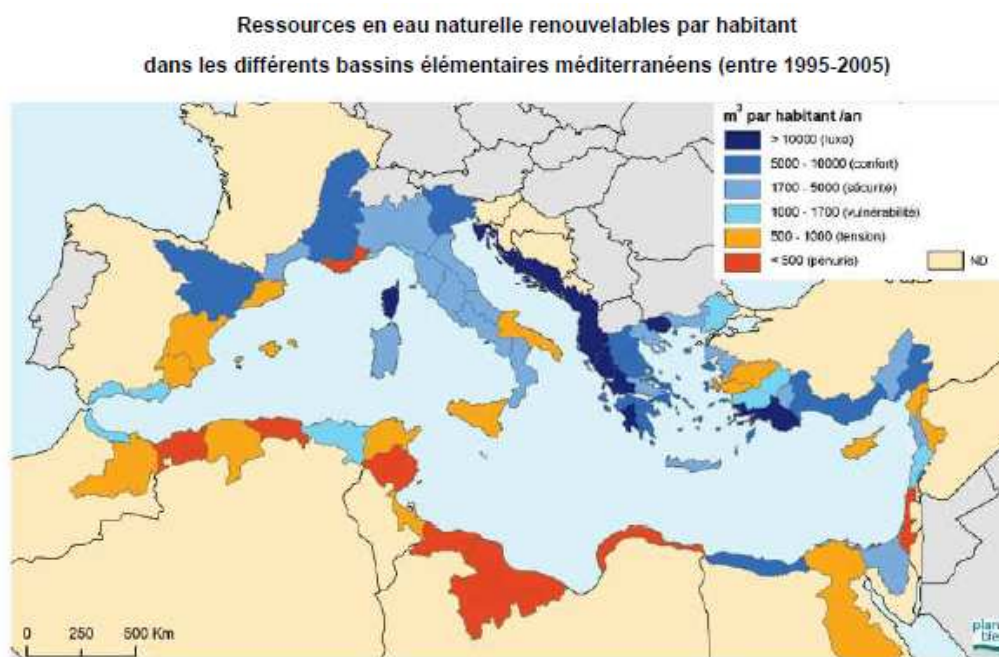 Ressources en eau naturelle renouvelables par habitant
dans les différents bassins élémentaires méditerranéens (entre 1995-2005)
m³ par habitant /an
> 10000 (luxe)
5000 - 10000 (confort)
1700 - 5000 (sécurité)
1000 - 1700 (vulnérabilité)
500 - 1000 (tension)
< 500 (pénurie)
ND
0 250 500 Km
plan
bleu